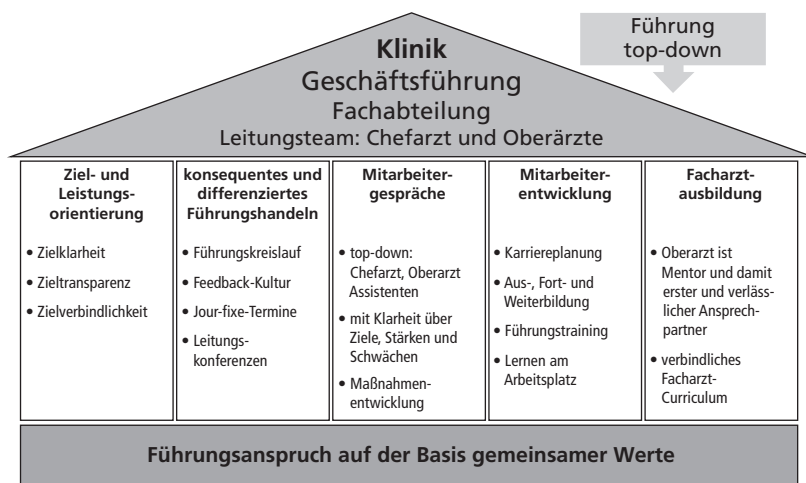 Klinik
Geschäftsführung
Fachabteilung
Leitungsteam: Chefarzt und Oberärzte
Führung
top-down
Ziel- und
Leistungs-
orientierung
• Zielklarheit
• Zieltransparenz
• Zielverbindlichkeit
konsequentes und
differenziertes
Führungshandeln
• Führungskreislauf
• Feedback-Kultur
• Jour-fixe-Termine
• Leitungs-
konferenzen
Mitarbeiter-
gespräche
• top-down:
Chefarzt, Oberarzt
Assistenten
• mit Klarheit über
Ziele, Stärken und
Schwächen
• Maßnahmen-
entwicklung
Mitarbeiter-
entwicklung
• Karriereplanung
• Aus-, Fort- und
Weiterbildung
• Führungstraining
• Lernen am
Arbeitsplatz
Facharzt-
ausbildung
• Oberarzt ist
Mentor und damit
erster und verläss-
licher Ansprech-
partner
• verbindliches
Facharzt-
Curriculum
Führungsanspruch auf der Basis gemeinsamer Werte